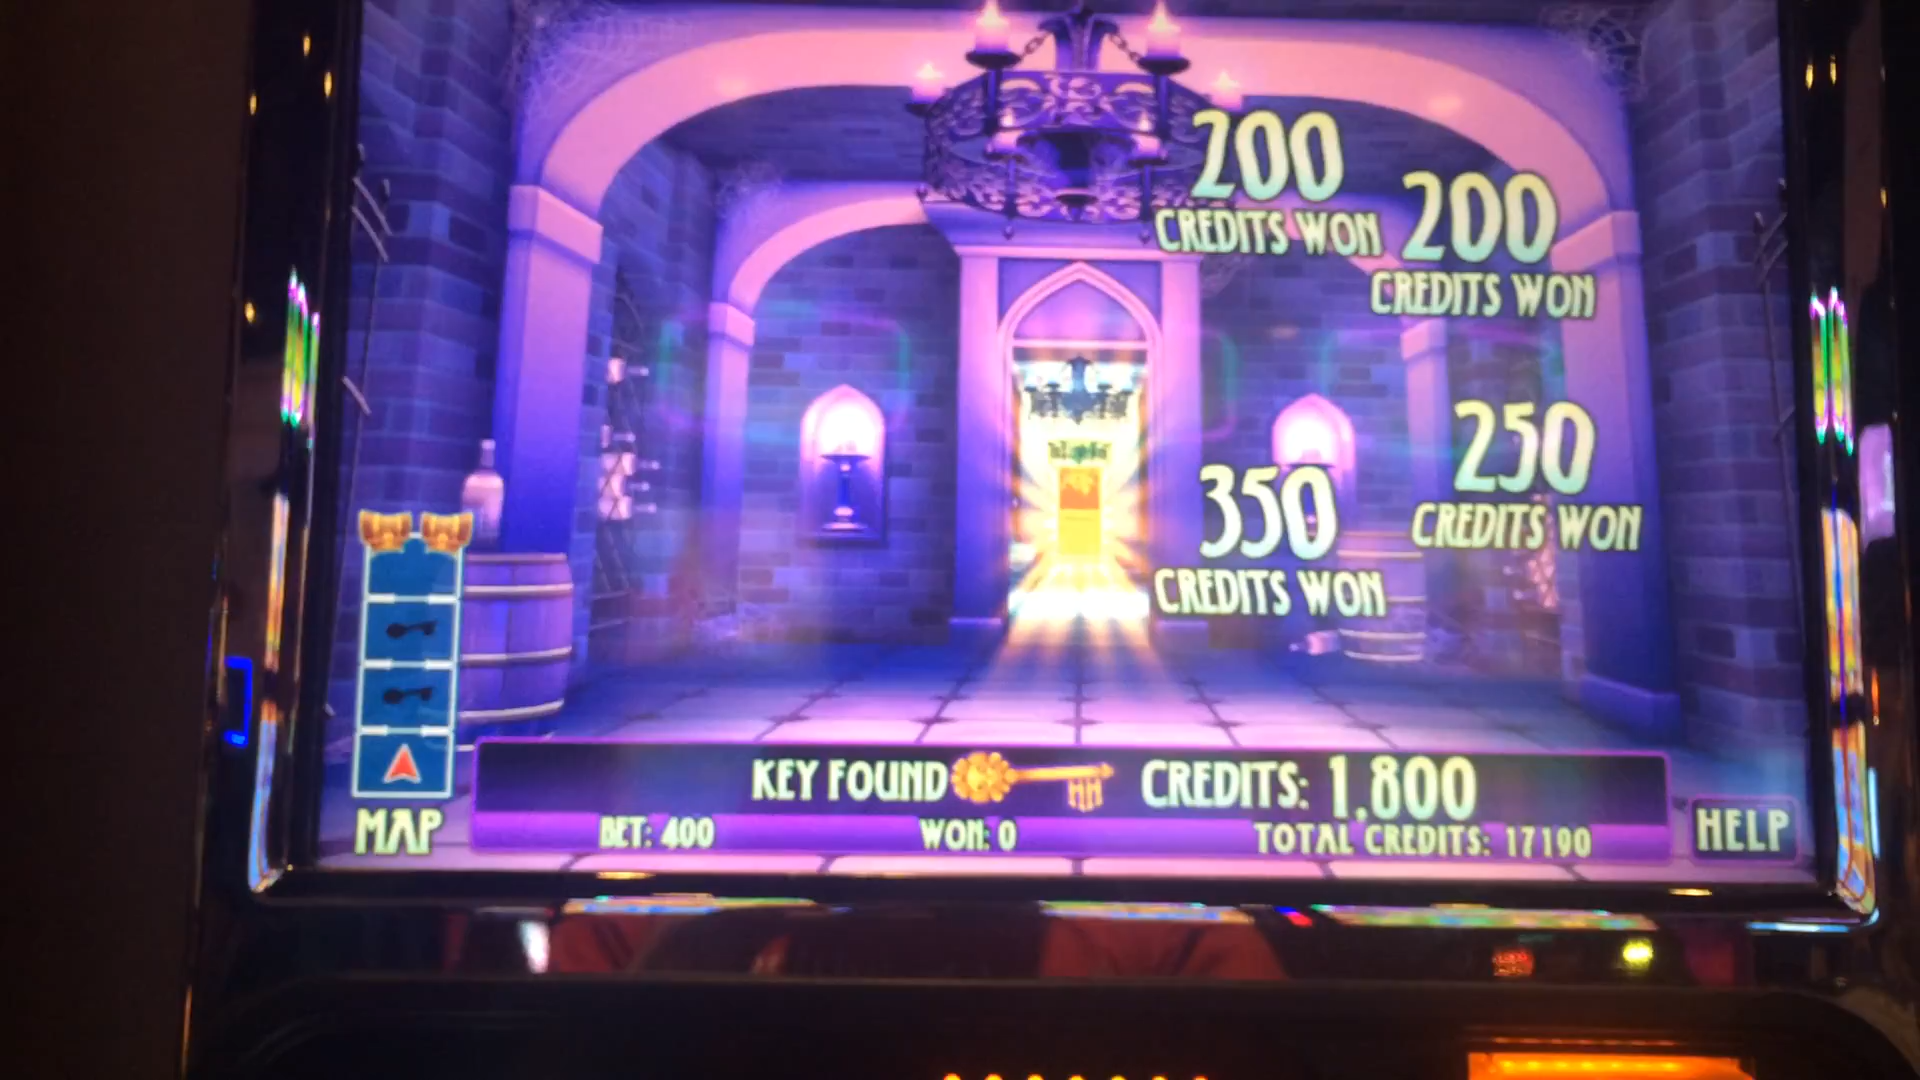 200
CREDITS WON
200
CREDITS WON
250
CREDITS WON
350
CREDITS WON
KEY FOUND CREDITS: 1,800
BET: 400 WON: 0 TOTAL CREDITS: 17190
MAP
HELP